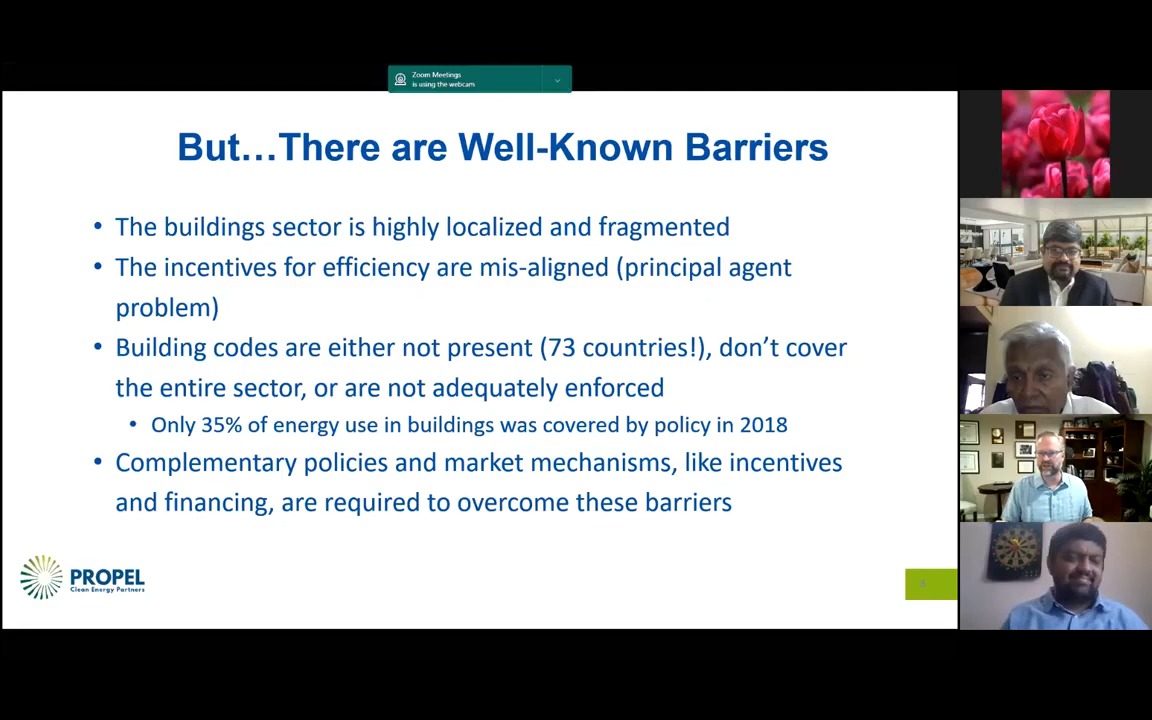 Zoom Meetings
is using the webcam
But…There are Well-Known Barriers
• The buildings sector is highly localized and fragmented
• The incentives for efficiency are mis-aligned (principal agent
problem)
• Building codes are either not present (73 countries!), don’t cover
the entire sector, or are not adequately enforced
• Only 35% of energy use in buildings was covered by policy in 2018
• Complementary policies and market mechanisms, like incentives
and financing, are required to overcome these barriers
PROPEL
Clean Energy Partners
4